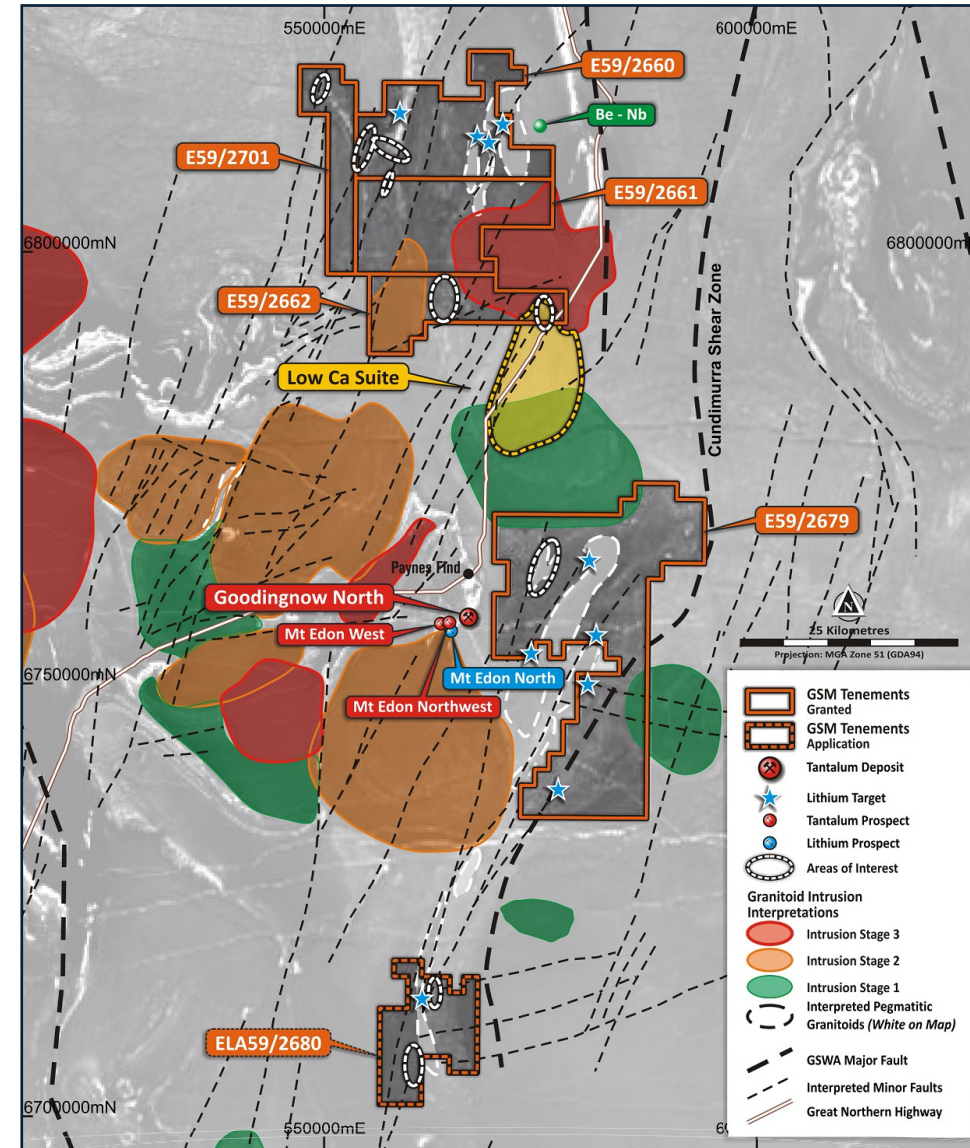 550000mE
600000mE
E59/2660
Be - Nb
E59/2701
E59/2661
6800000mN
6800000m
E59/2662
Cundimurra Shear Zone
Low Ca Suite
E59/2679
Paynes Find
Goodingnow North
N
25 Kilometres
Projection: MGA Zone 51 (GDA94)
Mt Edon West
Mt Edon North
6750000mN
Mt Edon Northwest
GSM Tenements
Granted
GSM Tenements
Application
Tantalum Deposit
Lithium Target
Tantalum Prospect
Lithium Prospect
Areas of Interest
Granitoid Intrusion
Interpretations
Intrusion Stage 3
Intrusion Stage 2
Intrusion Stage 1
Interpreted Pegmatitic
Granitoids (White on Map)
GSWA Major Fault
Interpreted Minor Faults
Great Northern Highway
ELA59/2680
6700000mN
550000mE